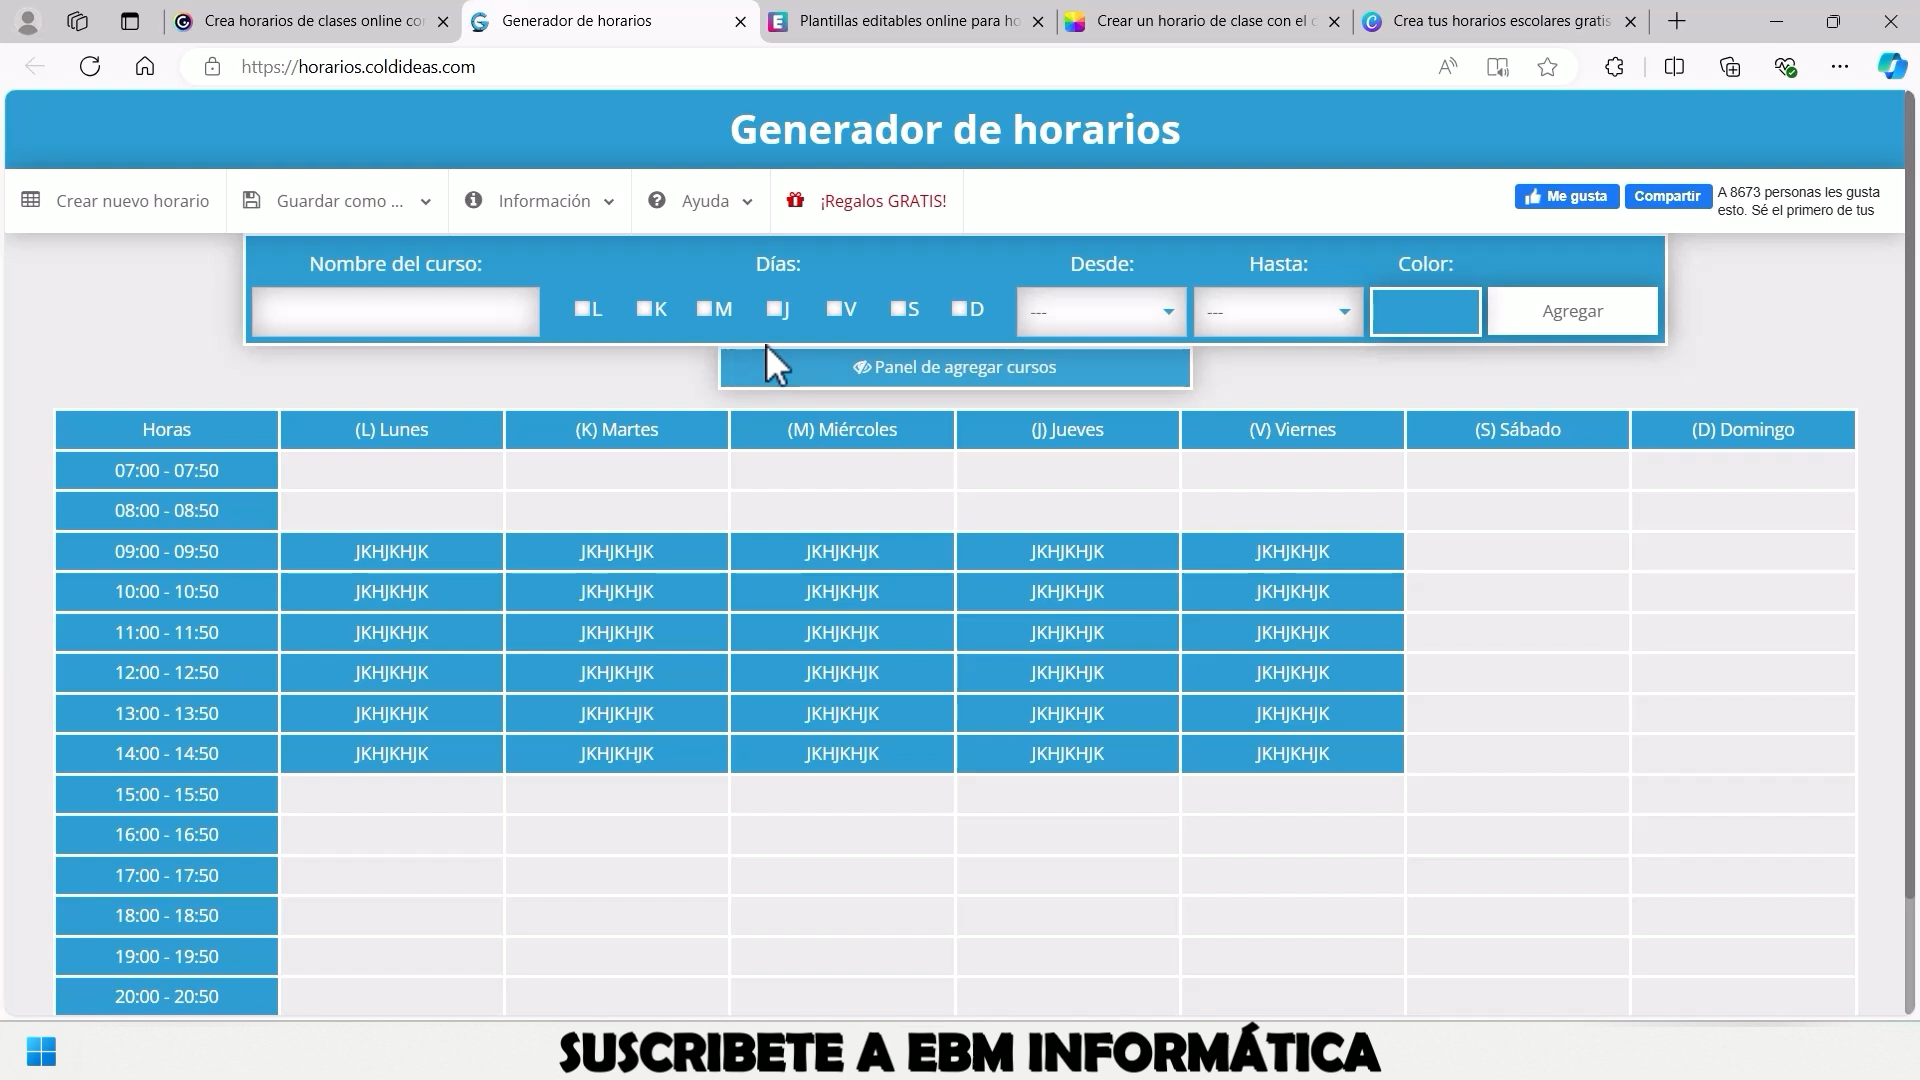 Crea horarios de clases online co
Generador de horarios
Plantillas editables online para ho
Crear un horario de clase con el c
Crea tus horarios escolares gratis
https://horarios.coldideas.com
Generador de horarios
Crear nuevo horario
Guardar como ...
Información
Ayuda
¡Regalos GRATIS!
Me gusta
Compartir
A 8673 personas les gusta
esto. Sé el primero de tus
Nombre del curso: Días: Desde: Hasta: Color:
L K M J V S D --- --- Agregar
Panel de agregar cursos
Horas (L) Lunes (K) Martes (M) Miércoles (J) Jueves (V) Viernes (S) Sábado (D) Domingo
07:00 - 07:50
08:00 - 08:50
09:00 - 09:50 JKHJKHJK JKHJKHJK JKHJKHJK JKHJKHJK JKHJKHJK
10:00 - 10:50 JKHJKHJK JKHJKHJK JKHJKHJK JKHJKHJK JKHJKHJK
11:00 - 11:50 JKHJKHJK JKHJKHJK JKHJKHJK JKHJKHJK JKHJKHJK
12:00 - 12:50 JKHJKHJK JKHJKHJK JKHJKHJK JKHJKHJK JKHJKHJK
13:00 - 13:50 JKHJKHJK JKHJKHJK JKHJKHJK JKHJKHJK JKHJKHJK
14:00 - 14:50 JKHJKHJK JKHJKHJK JKHJKHJK JKHJKHJK JKHJKHJK
15:00 - 15:50
16:00 - 16:50
17:00 - 17:50
18:00 - 18:50
19:00 - 19:50
20:00 - 20:50
SUSCRIBETE A EBM INFORMÁTICA